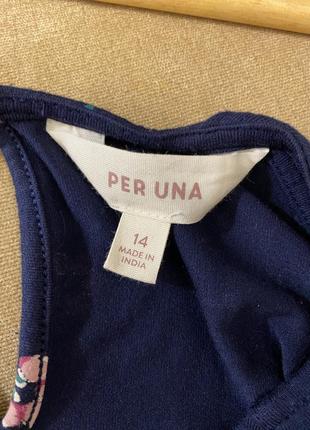 PER UNA
14
MADE IN
INDIA